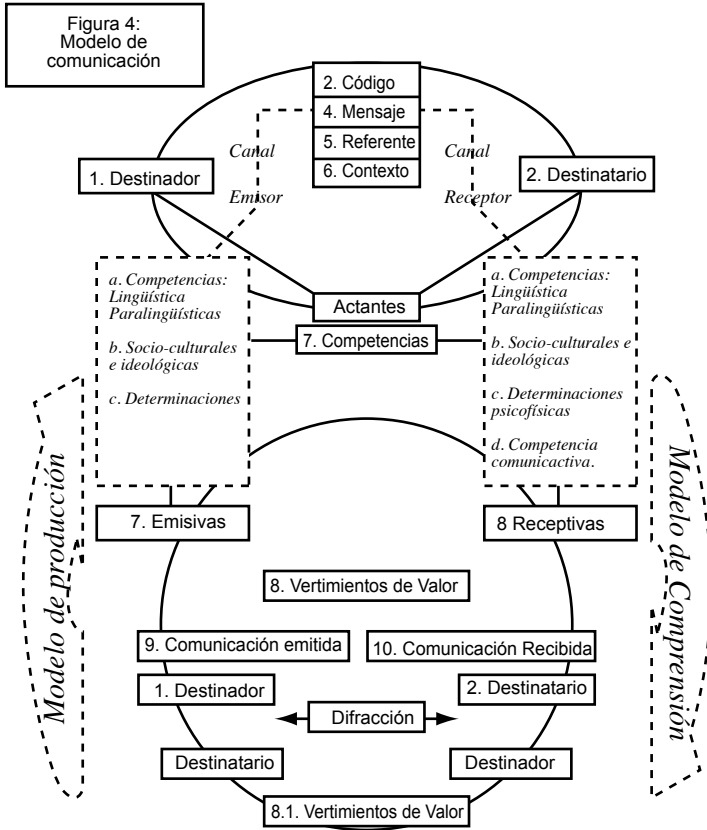 Figura 4:
Modelo de
comunicación
2. Código
4. Mensaje
5. Referente
6. Contexto
Canal
Canal
1. Destinador
2. Destinatario
Emisor
Receptor
a. Competencias:
Lingüística
Paralingüísticas
b. Socio-culturales
e ideológicas
c. Determinaciones
Actantes
7. Competencias
a. Competencias:
Lingüística
Paralingüísticas
b. Socio-culturales e
ideológicas
c. Determinaciones
psicofísicas
d. Competencia
comunicactiva.
Modelo de producción
Modelo de Comprensión
7. Emisivas
8 Receptivas
8. Vertimientos de Valor
9. Comunicación emitida
10. Comunicación Recibida
1. Destinador
2. Destinatario
Difracción
Destinatario
Destinador
8.1. Vertimientos de Valor